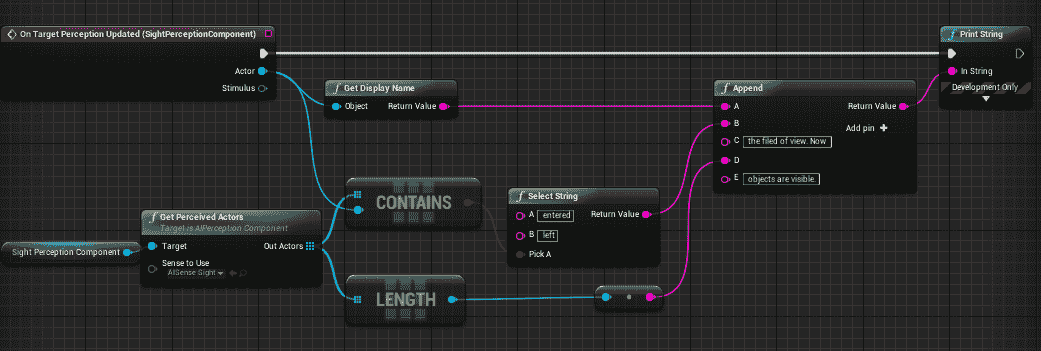 On Target Perception Updated (SightPerceptionComponent)
Actor
Stimulus
Get Display Name
Object
Return Value
Append
A
Return Value
B
Add pin
C
the filed of view. Now
D
E
objects are visible.
Print String
In String
Development Only
CONTAINS
Select String
A
entered
Return Value
B
left
Pick A
Get Perceived Actors
Target is AIPerception Component
Target
Out Actors
Sense to Use
AISense Sight
Sight Perception Component
LENGTH